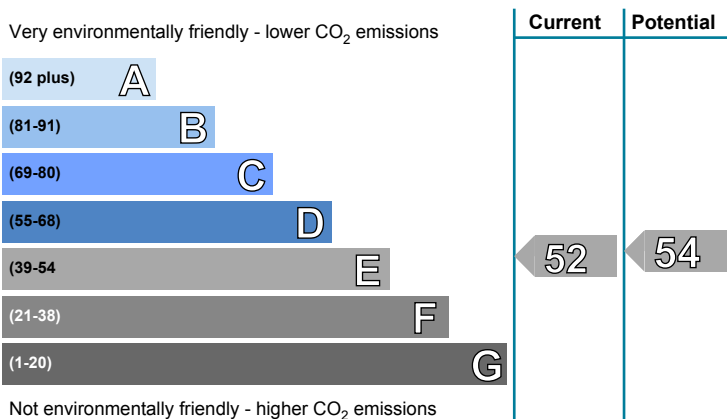 Current Potential
Very environmentally friendly - lower CO2 emissions
(92 plus) A
(81-91) B
(69-80) C
(55-68) D
(39-54 E
52 54
(21-38) F
(1-20) G
Not environmentally friendly - higher CO2 emissions